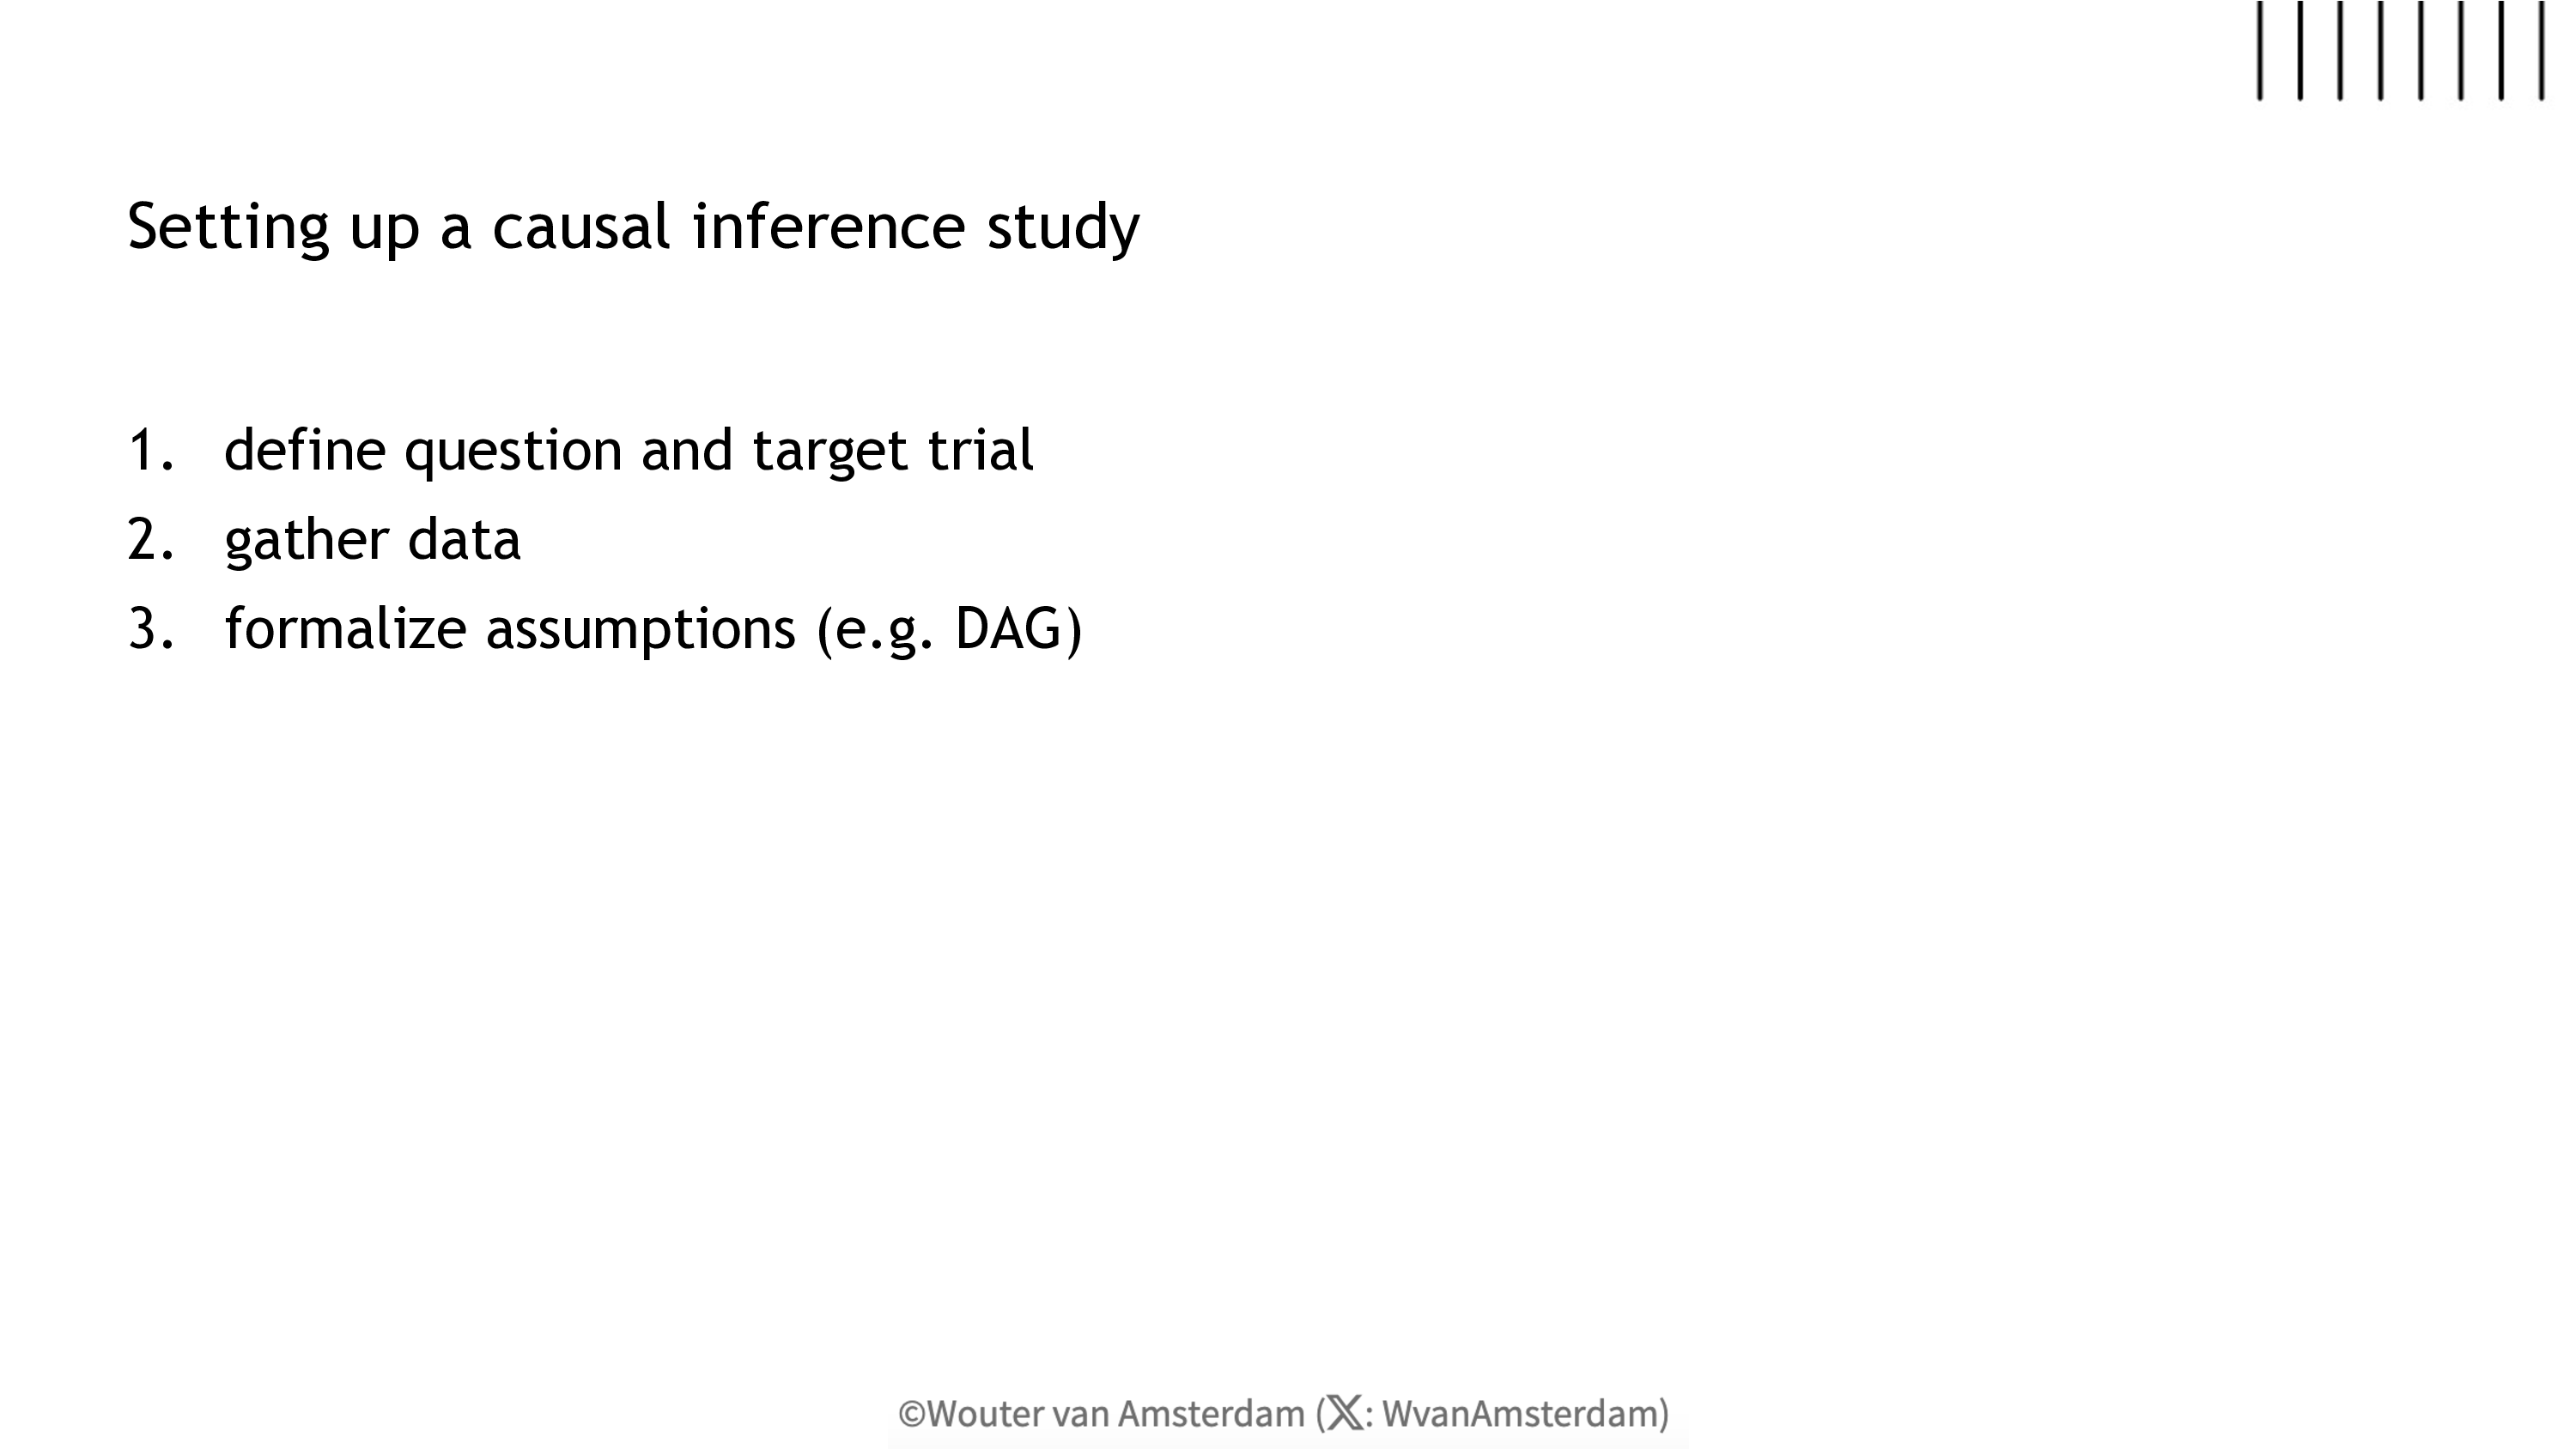 Setting up a causal inference study
1. define question and target trial
2. gather data
3. formalize assumptions (e.g. DAG)
©Wouter van Amsterdam (𝕏: WvanAmsterdam)